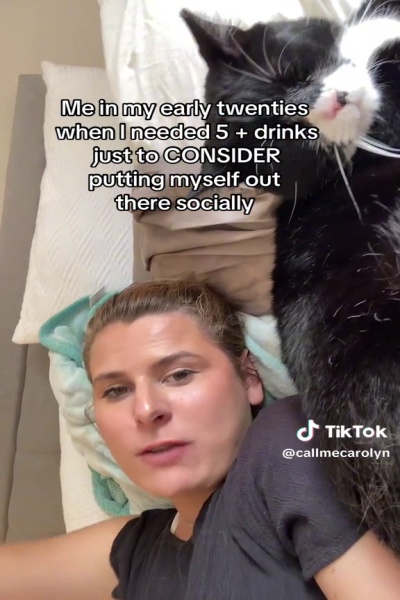 Me in my early twenties
when I needed 5 + drinks
just to CONSIDER
putting myself out
there socially
TikTok
@callmecarolyn